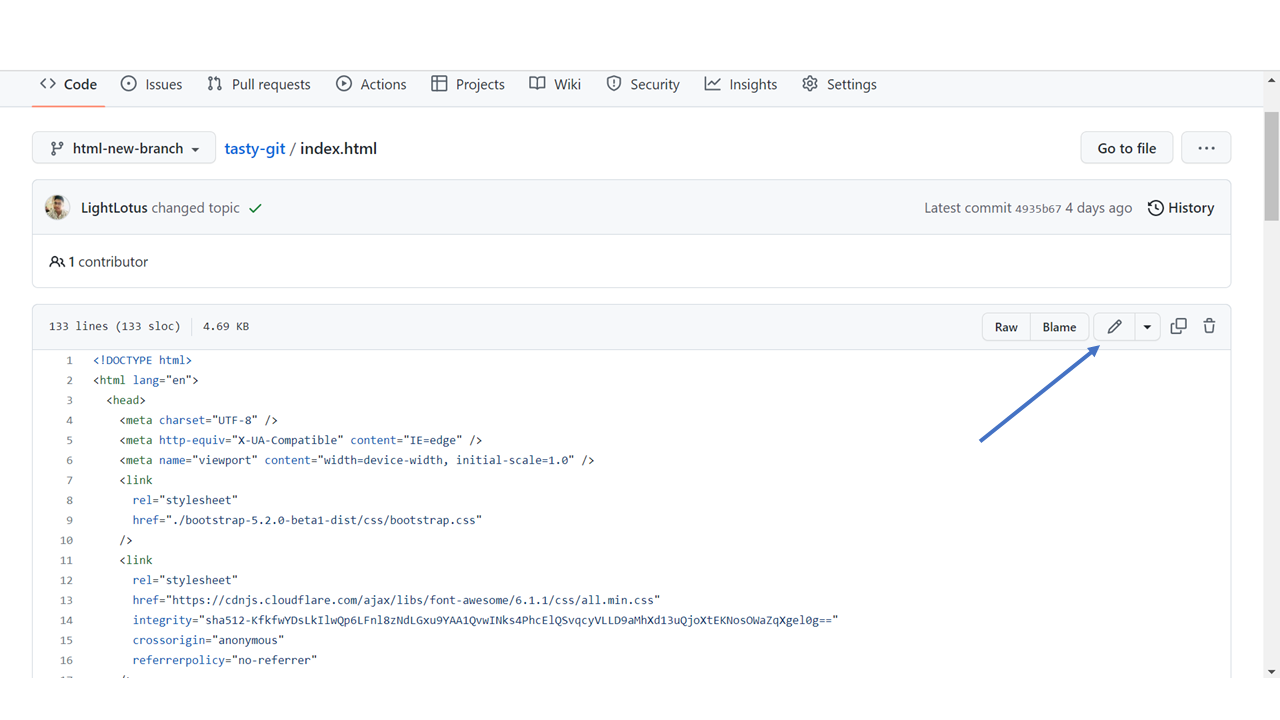 Code Issues Pull requests Actions Projects Wiki Security Insights Settings
html-new-branch tasty-git / index.html Go to file ...
LightLotus changed topic Latest commit 4935b67 4 days ago History
1 contributor
133 lines (133 sloc) 4.69 KB Raw Blame
1 <!DOCTYPE html>
2 <html lang="en">
3 <head>
4 <meta charset="UTF-8" />
5 <meta http-equiv="X-UA-Compatible" content="IE=edge" />
6 <meta name="viewport" content="width=device-width, initial-scale=1.0" />
7 <link
8 rel="stylesheet"
9 href="./bootstrap-5.2.0-beta1-dist/css/bootstrap.css"
10 />
11 <link
12 rel="stylesheet"
13 href="https://cdnjs.cloudflare.com/ajax/libs/font-awesome/6.1.1/css/all.min.css"
14 integrity="sha512-KfkfwYDsLkIlwQp6LFnl8zNdLGxu9YAA1QvwINks4PhcElQSvqcyVLLD9aMhXd13uQjoXtEKNosOWaZqXgel0g=="
15 crossorigin="anonymous"
16 referrerpolicy="no-referrer"